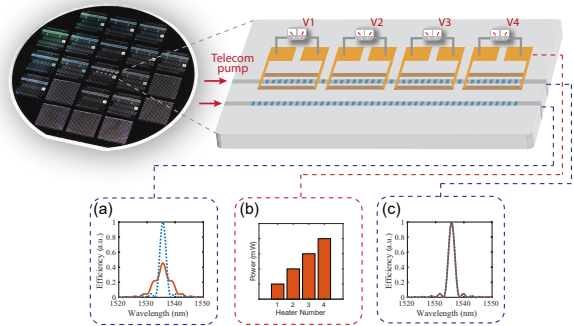 V1 V2 V3 V4
Telecom
pump
(a)
1
0.8
0.6
0.4
0.2
0
Efficiency (a.u.)
1520 1530 1540 1550
Wavelength (nm)
(b)
Power (mW)
1 2 3 4
Heater Number
(c)
1
0.8
0.6
0.4
0.2
0
Efficiency (a.u.)
1520 1530 1540 1550
Wavelength (nm)